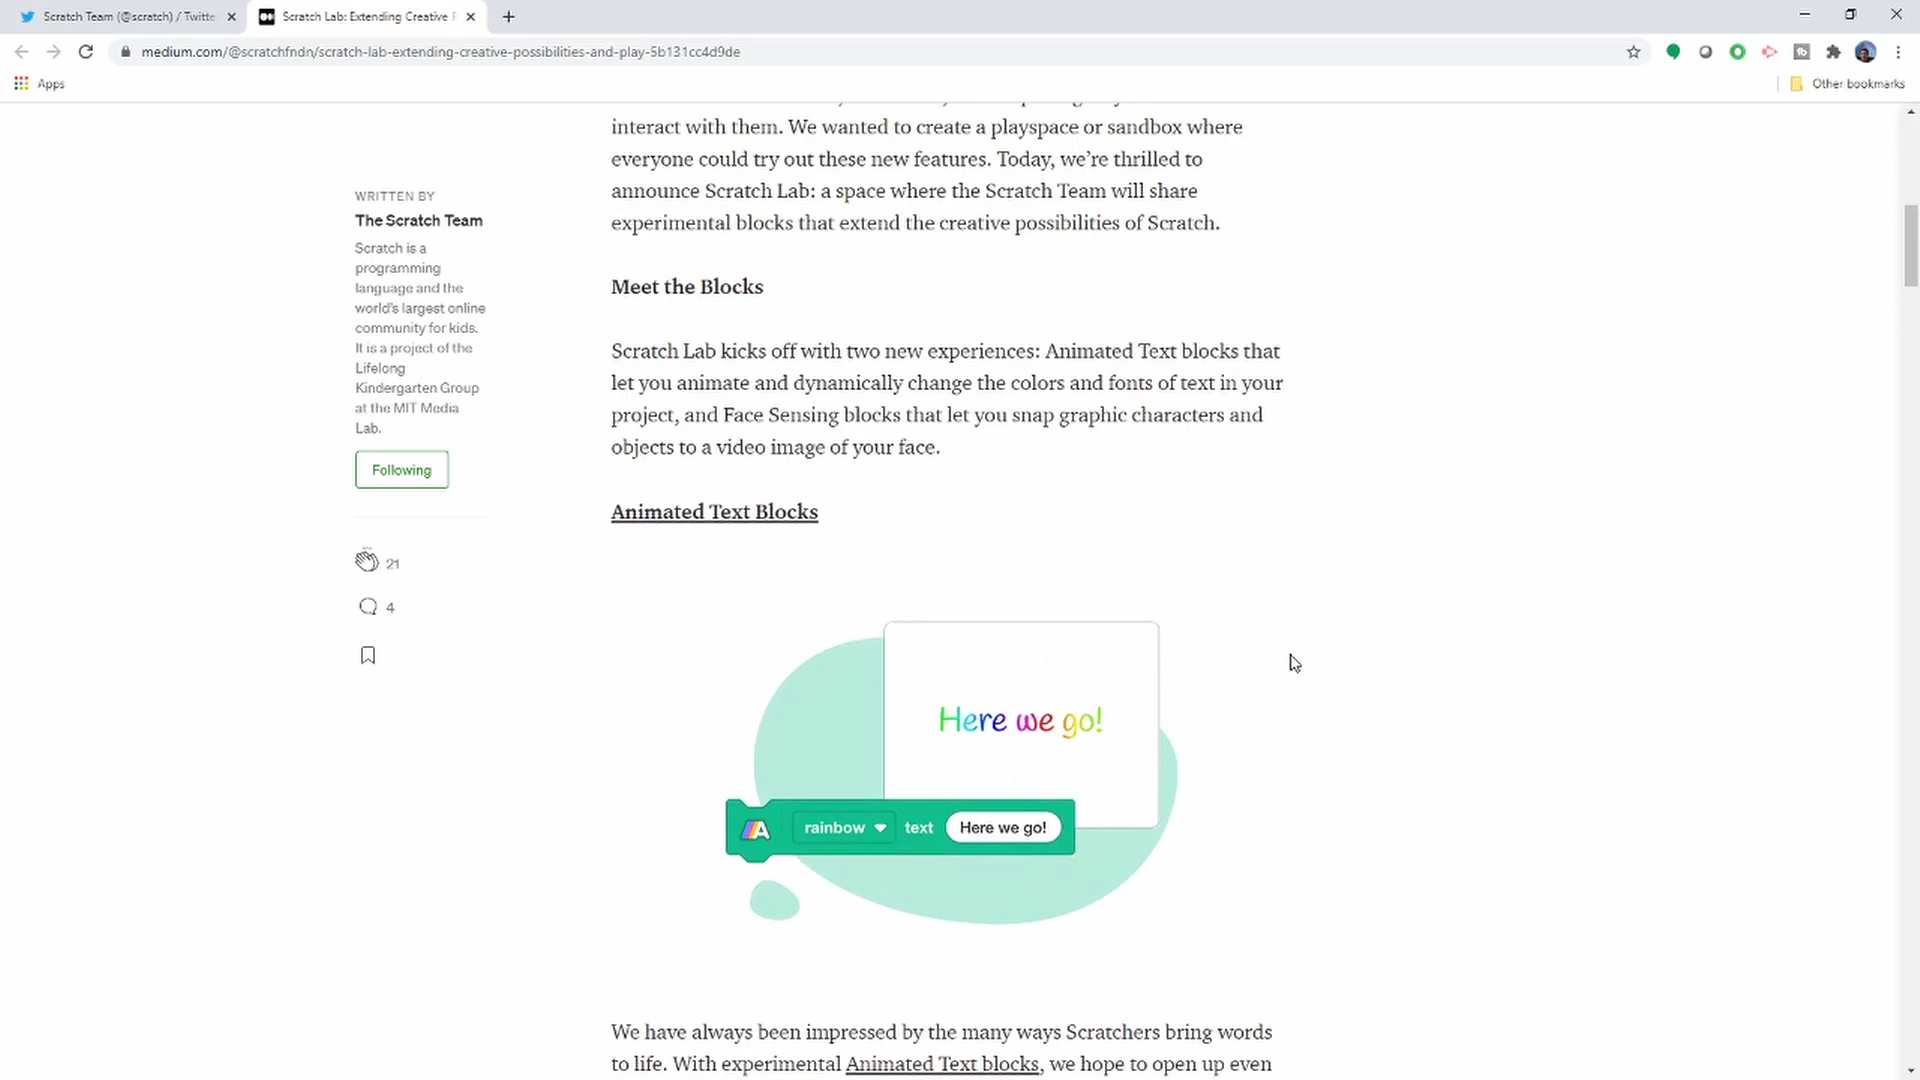 Scratch Team (@scratch) / Twitte
Scratch Lab: Extending Creative P
medium.com/@scratchfndn/scratch-lab-extending-creative-possibilities-and-play-5b131cc4d9de
Apps
Other bookmarks
interact with them. We wanted to create a playspace or sandbox where
everyone could try out these new features. Today, we’re thrilled to
announce Scratch Lab: a space where the Scratch Team will share
experimental blocks that extend the creative possibilities of Scratch.
WRITTEN BY
The Scratch Team
Scratch is a
programming
language and the
world's largest online
community for kids.
It is a project of the
Lifelong
Kindergarten Group
at the MIT Media
Lab.
Following
21
4
Meet the Blocks
Scratch Lab kicks off with two new experiences: Animated Text blocks that
let you animate and dynamically change the colors and fonts of text in your
project, and Face Sensing blocks that let you snap graphic characters and
objects to a video image of your face.
Animated Text Blocks
Here we go!
A rainbow text Here we go!
We have always been impressed by the many ways Scratchers bring words
to life. With experimental Animated Text blocks, we hope to open up even